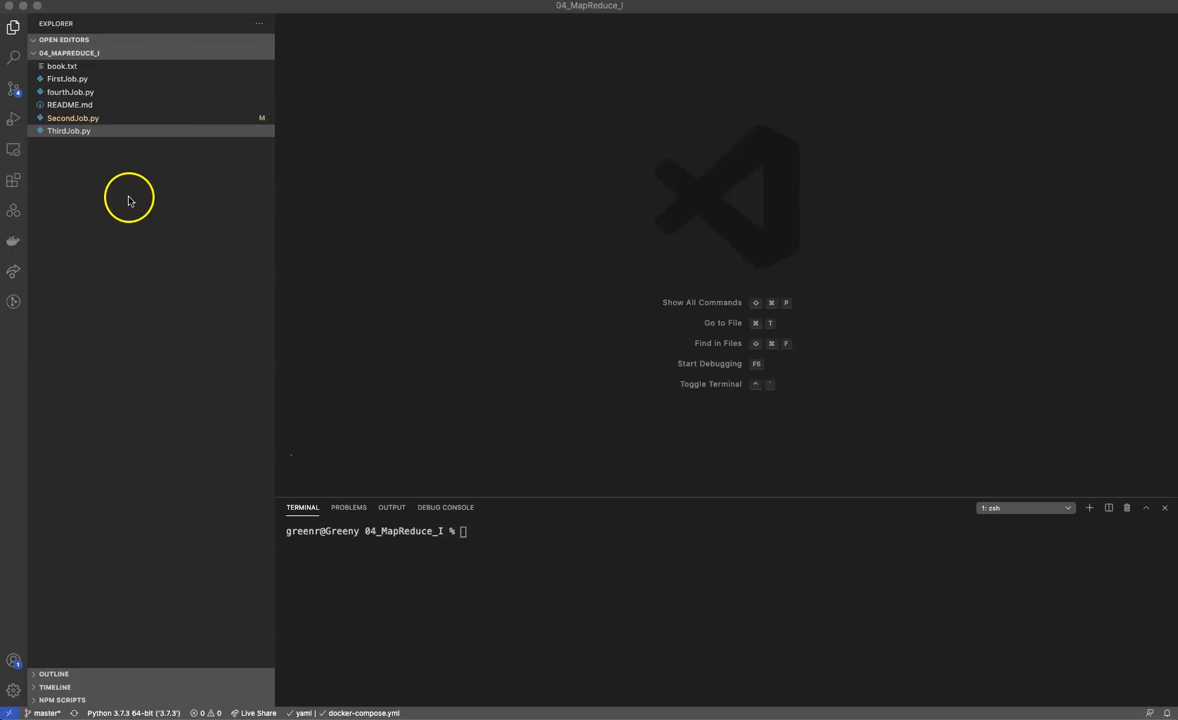 04_MapReduce_I
EXPLORER
OPEN EDITORS
04_MAPREDUCE_I
book.txt
FirstJob.py
fourthJob.py
README.md
SecondJob.py M
ThirdJob.py
4
Show All Commands ⇧ ⌘ P
Go to File ⌘ T
Find in Files ⇧ ⌘ F
Start Debugging F5
Toggle Terminal ^ `
TERMINAL PROBLEMS OUTPUT DEBUG CONSOLE
1: zsh
greenr@Greeny 04_MapReduce_I %
1
OUTLINE
TIMELINE
NPM SCRIPTS
master* Python 3.7.3 64-bit ('3.7.3') 0 0 Live Share yaml | docker-compose.yml